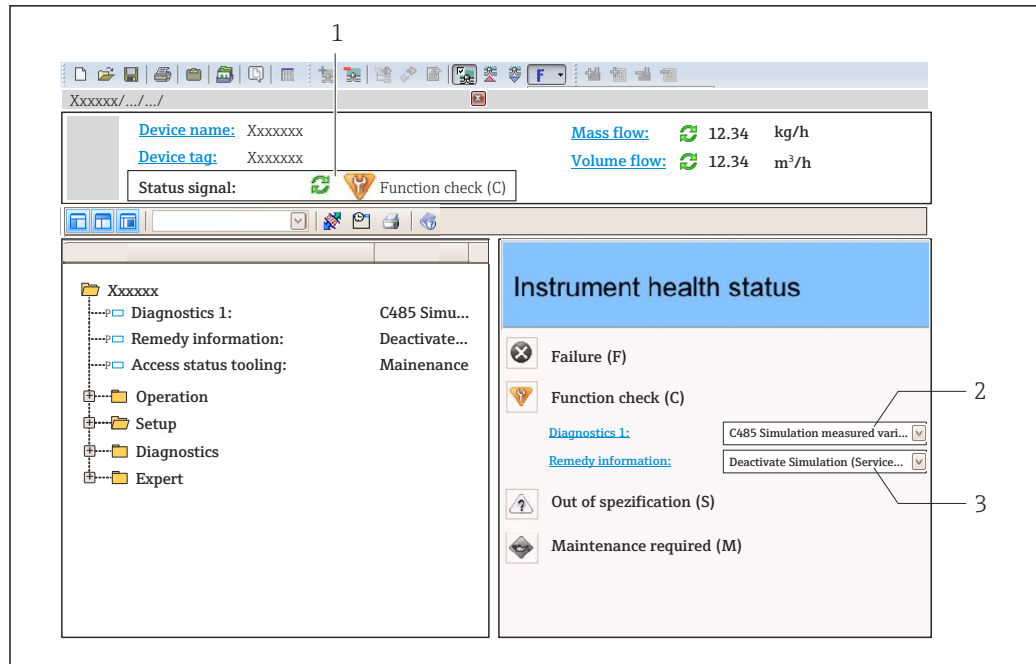 1
F
Xxxxxx/.../.../
Device name: Xxxxxxx Mass flow: 12.34 kg/h
Device tag: Xxxxxxx Volume flow: 12.34 m³/h
Status signal: Function check (C)
Xxxxxx
P Diagnostics 1: C485 Simu...
P Remedy information: Deactivate...
P Access status tooling: Mainenance
Operation
Setup
Diagnostics
Expert
Instrument health status
Failure (F)
Function check (C)
Diagnostics 1: C485 Simulation measured vari...
2
Remedy information: Deactivate Simulation (Service...
3
Out of spezification (S)
Maintenance required (M)